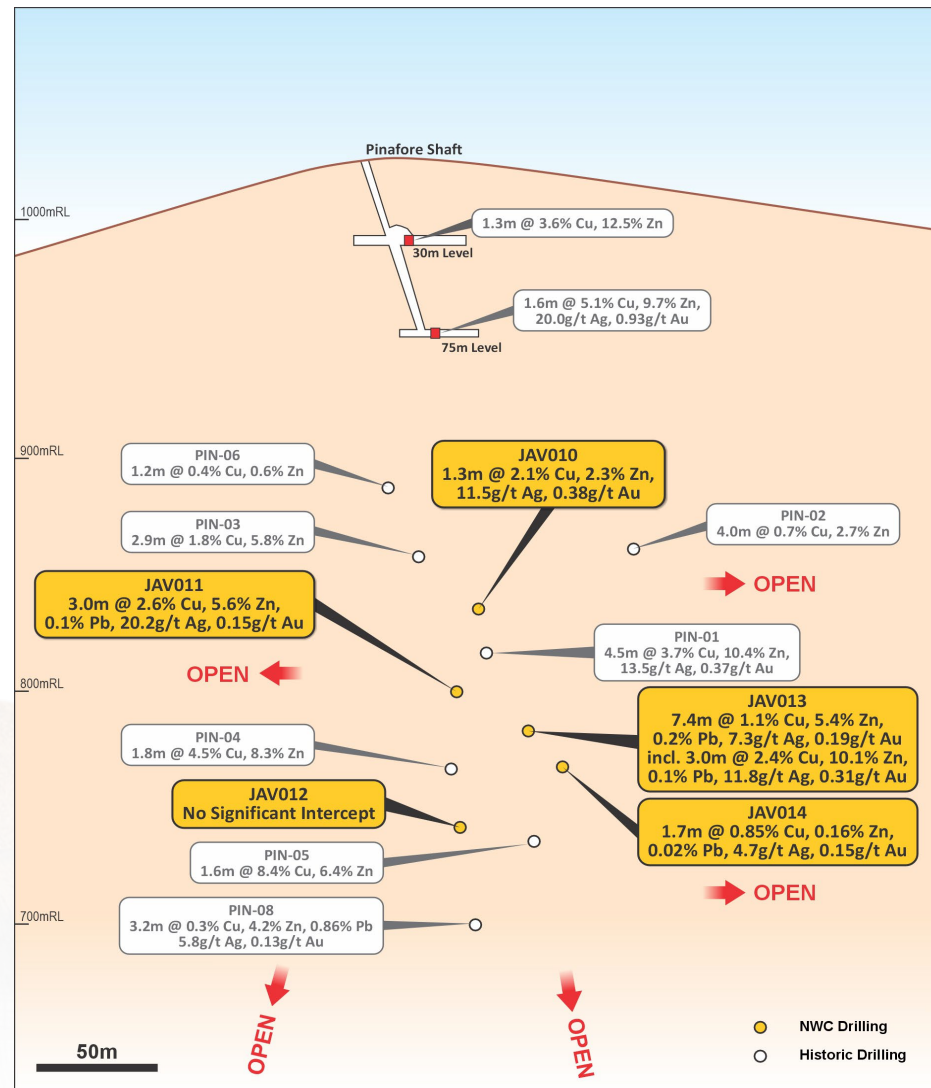 Pinafore Shaft
1000mRL
1.3m @ 3.6% Cu, 12.5% Zn
30m Level
1.6m @ 5.1% Cu, 9.7% Zn,
20.0g/t Ag, 0.93g/t Au
75m Level
900mRL
PIN-06
1.2m @ 0.4% Cu, 0.6% Zn
JAV010
1.3m @ 2.1% Cu, 2.3% Zn,
11.5g/t Ag, 0.38g/t Au
PIN-03
2.9m @ 1.8% Cu, 5.8% Zn
PIN-02
4.0m @ 0.7% Cu, 2.7% Zn
OPEN
JAV011
3.0m @ 2.6% Cu, 5.6% Zn,
0.1% Pb, 20.2g/t Ag, 0.15g/t Au
PIN-01
4.5m @ 3.7% Cu, 10.4% Zn,
13.5g/t Ag, 0.37g/t Au
OPEN
800mRL
JAV013
7.4m @ 1.1% Cu, 5.4% Zn,
0.2% Pb, 7.3g/t Ag, 0.19g/t Au
incl. 3.0m @ 2.4% Cu, 10.1% Zn,
0.1% Pb, 11.8g/t Ag, 0.31g/t Au
PIN-04
1.8m @ 4.5% Cu, 8.3% Zn
JAV012
No Significant Intercept
JAV014
1.7m @ 0.85% Cu, 0.16% Zn,
0.02% Pb, 4.7g/t Ag, 0.15g/t Au
PIN-05
1.6m @ 8.4% Cu, 6.4% Zn
OPEN
700mRL
PIN-08
3.2m @ 0.3% Cu, 4.2% Zn, 0.86% Pb
5.8g/t Ag, 0.13g/t Au
OPEN
OPEN
NWC Drilling
Historic Drilling
50m